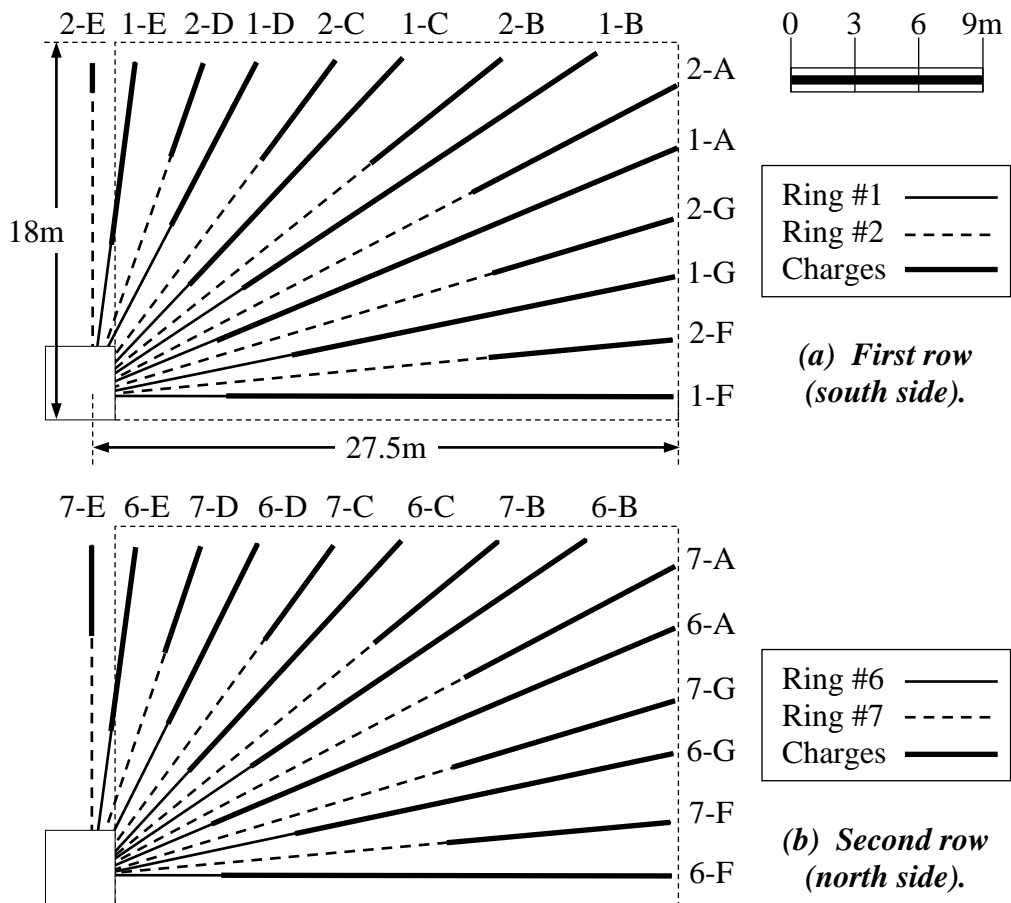 2-E 1-E 2-D 1-D 2-C 1-C 2-B 1-B
0 3 6 9m
2-A
1-A
2-G
1-G
2-F
1-F
18m
27.5m
Ring #1
Ring #2
Charges
(a) First row
(south side).
7-E 6-E 7-D 6-D 7-C 6-C 7-B 6-B
7-A
6-A
7-G
6-G
7-F
6-F
Ring #6
Ring #7
Charges
(b) Second row
(north side).